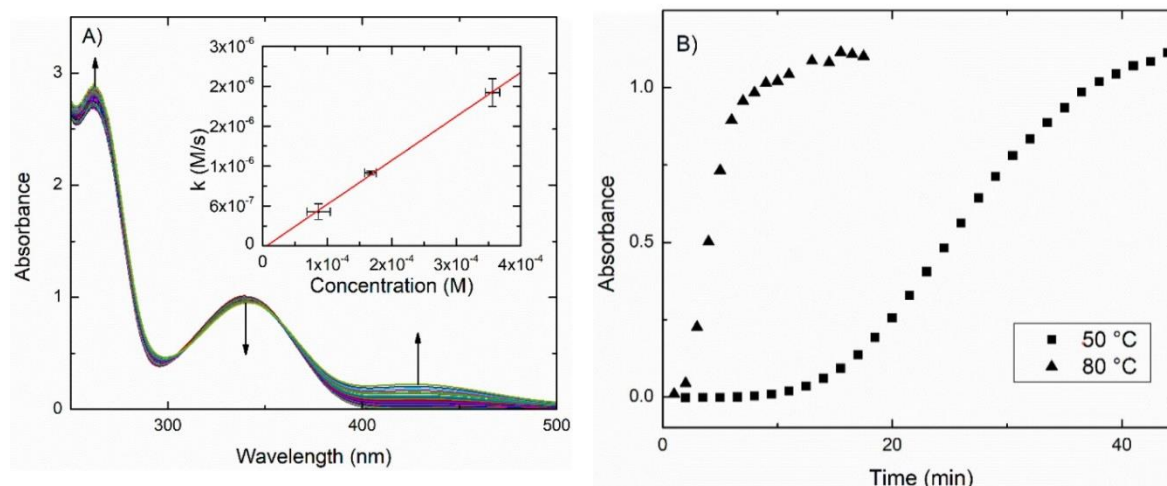 A)
3
2
1
0
Absorbance
300
400
500
Wavelength (nm)
3x10⁻⁶
2x10⁻⁶
2x10⁻⁶
1x10⁻⁶
6x10⁻⁷
0
k (M/s)
0
1x10⁻⁴
2x10⁻⁴
3x10⁻⁴
4x10⁻⁴
Concentration (M)
B)
1.0
0.5
0.0
Absorbance
50 °C
80 °C
0
20
40
Time (min)